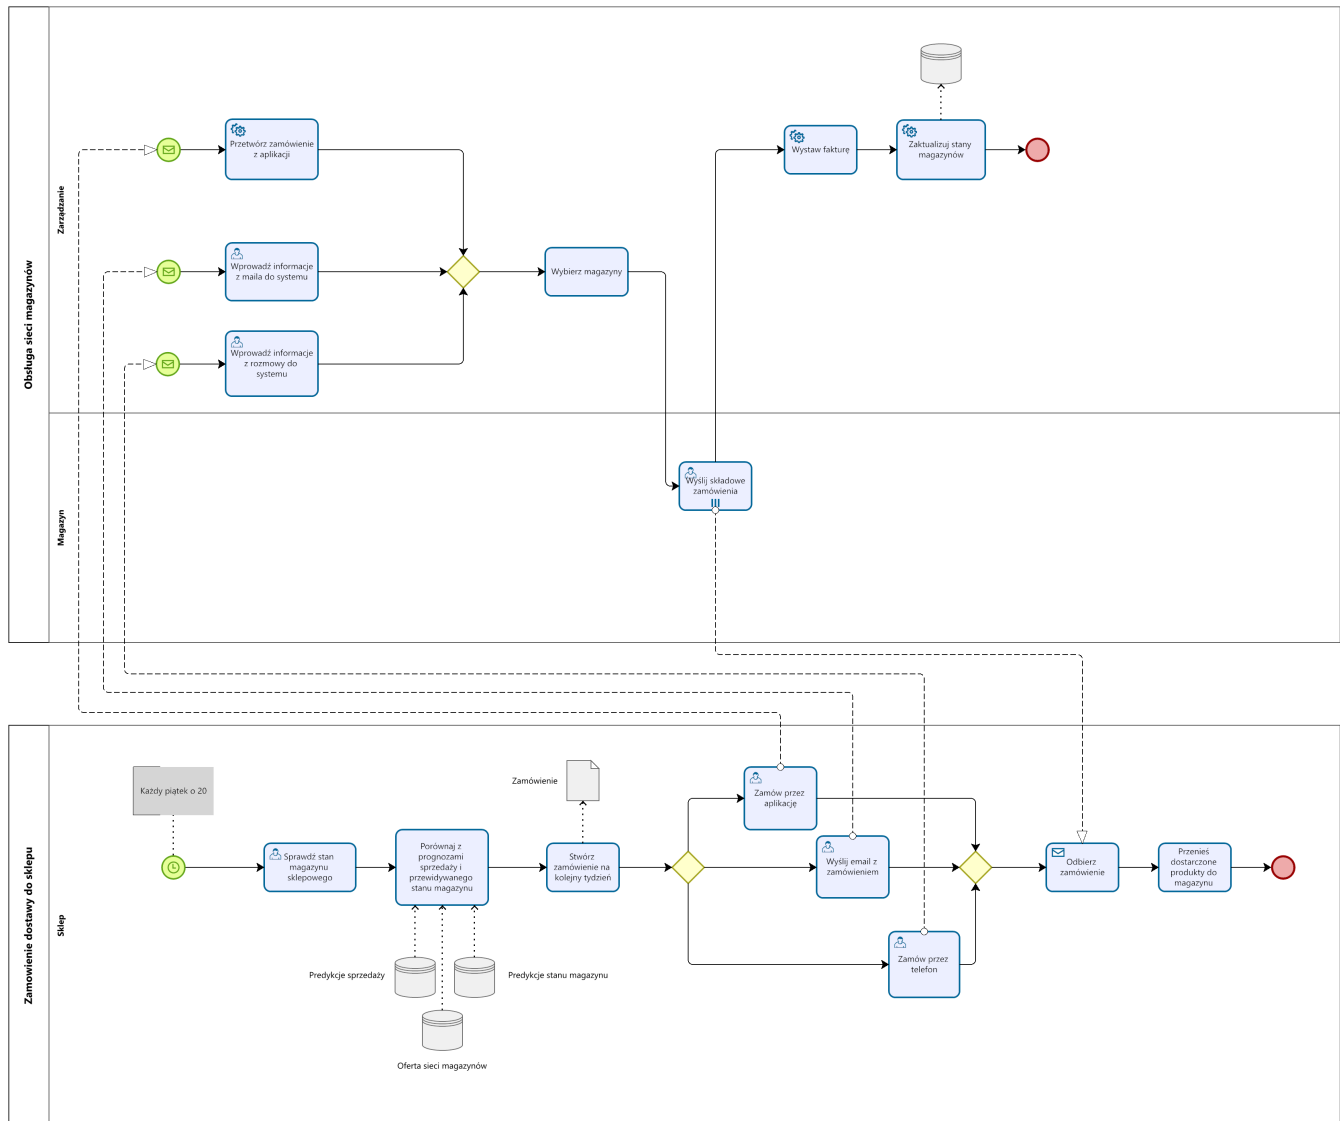 Obsługa sieci magazynów
Zarządzanie
Przetwórz zamówienie
z aplikacji
Wprowadź informacje
z maila do systemu
Wprowadź informacje
z rozmowy do
systemu
Wybierz magazyny
Wystaw fakturę
Zaktualizuj stany
magazynów
Magazyn
Wyślij składowe
zamówienia
Zamowienie dostawy do sklepu
Sklep
Każdy piątek o 20
Sprawdź stan
magazynu
sklepowego
Porównaj z
prognozami
sprzedaży i
przewidywanego
stanu magazynu
Predykcje sprzedaży
Predykcje stanu magazynu
Oferta sieci magazynów
Zamówienie
Stwórz
zamówienie na
kolejny tydzień
Zamów przez
aplikację
Wyślij email z
zamówieniem
Zamów przez
telefon
Odbierz
zamówienie
Przenieś
dostarczone
produkty do
magazynu